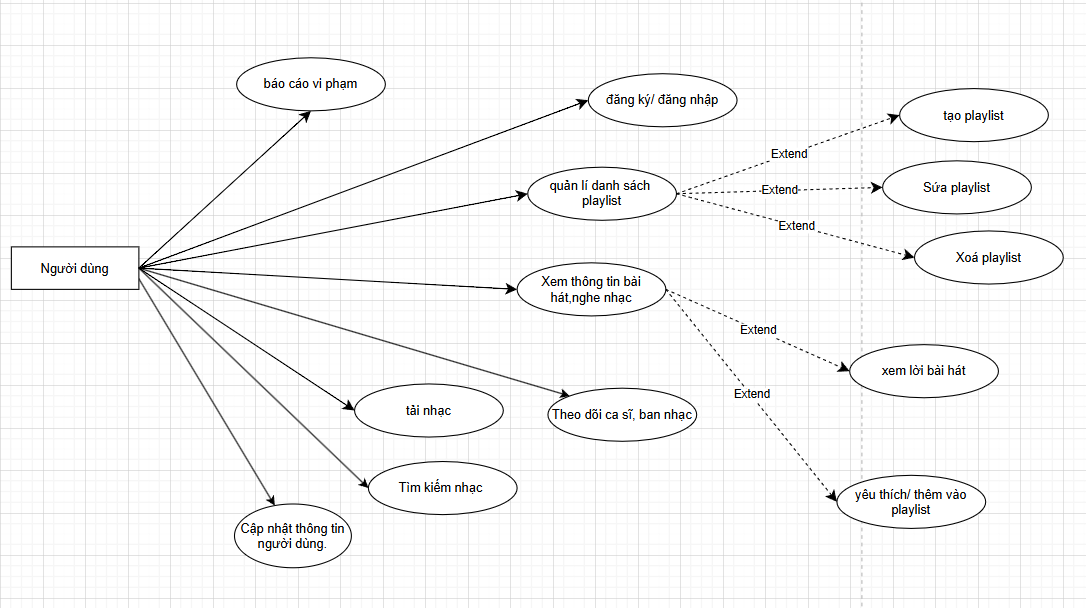 báo cáo vi phạm
đăng ký/ đăng nhập
tạo playlist
Extend
quản lí danh sách
playlist
Extend
Sứa playlist
Extend
Xoá playlist
Người dùng
Xem thông tin bài
hát,nghe nhạc
Extend
xem lời bài hát
Extend
tải nhạc
Theo dõi ca sĩ, ban nhạc
Tìm kiếm nhạc
yêu thích/ thêm vào
playlist
Cập nhật thông tin
người dùng.